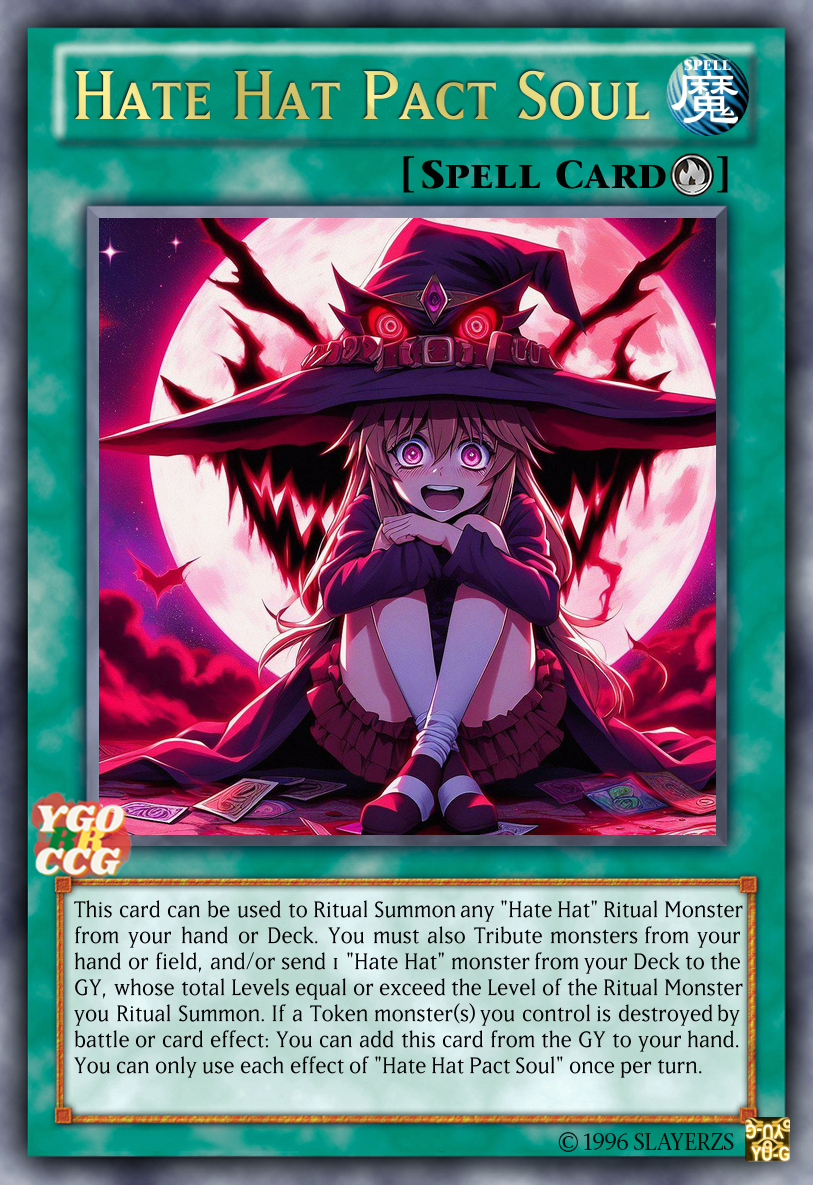 HATE HAT PACT SOUL
SPELL
魔
[SPELL CARD]
YGO
BR
CCG
This card can be used to Ritual Summon any "Hate Hat" Ritual Monster
from your hand or Deck. You must also Tribute monsters from your
hand or field, and/or send 1 "Hate Hat" monster from your Deck to the
GY, whose total Levels equal or exceed the Level of the Ritual Monster
you Ritual Summon. If a Token monster(s) you control is destroyed by
battle or card effect: You can add this card from the GY to your hand.
You can only use each effect of "Hate Hat Pact Soul" once per turn.
© 1996 SLAYERZS
YU-G